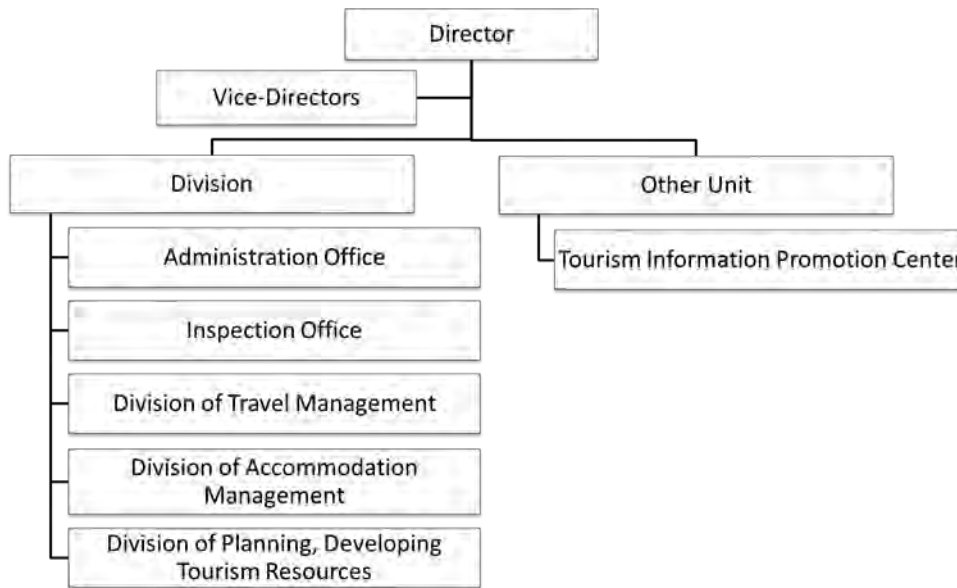 Director
Vice-Directors
Division
Other Unit
Administration Office
Tourism Information Promotion Center
Inspection Office
Division of Travel Management
Division of Accommodation
Management
Division of Planning, Developing
Tourism Resources